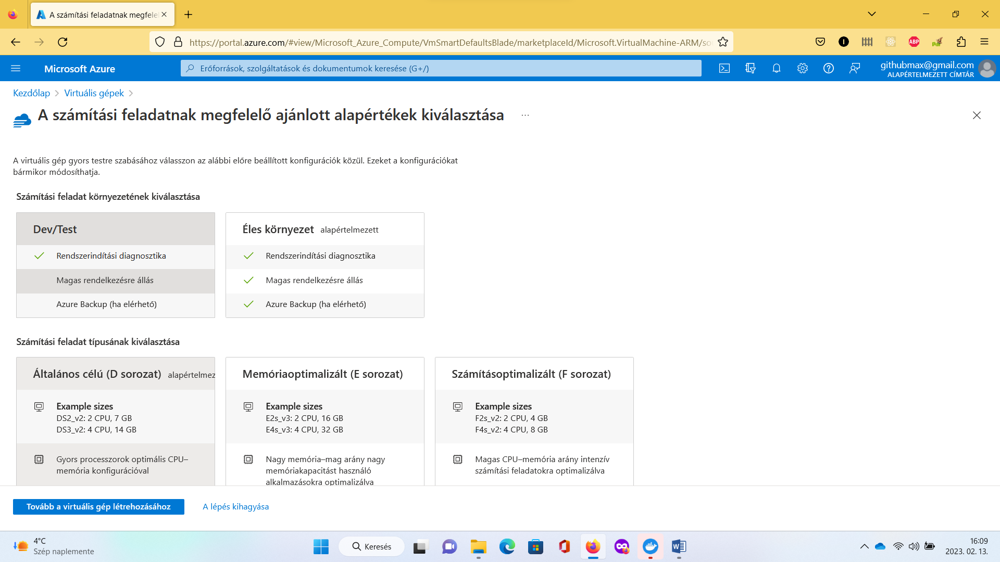 A számítási feladatnak megfele
https://portal.azure.com/#view/Microsoft_Azure_Compute/VmSmartDefaultsBlade/marketplaceId/Microsoft.VirtualMachine-ARM/so
ABP
Microsoft Azure
Erőforrások, szolgáltatások és dokumentumok keresése (G+/)
githubmax@gmail.com
ALAPÉRTELMEZETT CÍMTÁR
Kezdőlap > Virtuális gépek >
A számítási feladatnak megfelelő ajánlott alapértékek kiválasztása ...
A virtuális gép gyors testre szabásához válasszon az alábbi előre beállított konfigurációk közül. Ezeket a konfigurációkat
bármikor módosíthatja.
Számítási feladat környezetének kiválasztása
Dev/Test
Rendszerindítási diagnosztika
Magas rendelkezésre állás
Azure Backup (ha elérhető)
Éles környezet alapértelmezett
Rendszerindítási diagnosztika
Magas rendelkezésre állás
Azure Backup (ha elérhető)
Számítási feladat típusának kiválasztása
Általános célú (D sorozat) alapértelmez
Example sizes
DS2_v2: 2 CPU, 7 GB
DS3_v2: 4 CPU, 14 GB
Gyors processzorok optimális CPU–
memória konfigurációval
Memóriaoptimalizált (E sorozat)
Example sizes
E2s_v3: 2 CPU, 16 GB
E4s_v3: 4 CPU, 32 GB
Nagy memória–mag arány nagy
memóriakapacitást használó
alkalmazásokra optimalizálva
Számításoptimalizált (F sorozat)
Example sizes
F2s_v2: 2 CPU, 4 GB
F4s_v2: 4 CPU, 8 GB
Magas CPU–memória arány intenzív
számítási feladatokra optimalizálva
Tovább a virtuális gép létrehozásához
A lépés kihagyása
4°C
Szép naplemente
Keresés
16:09
2023. 02. 13.